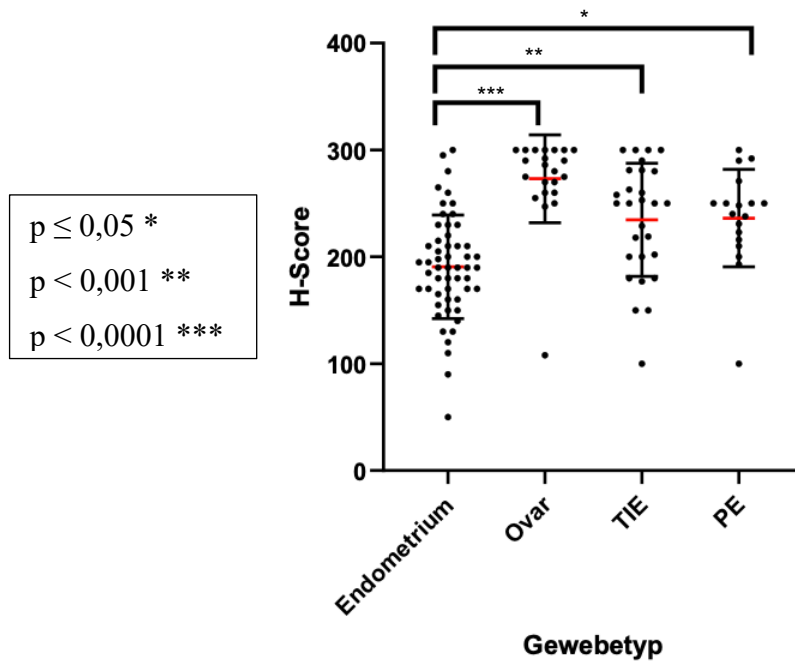 p ≤ 0,05 *
p < 0,001 **
p < 0,0001 ***
*
**
***
400
300
200
100
0
H-Score
Endometrium
Ovar
TIE
PE
Gewebetyp